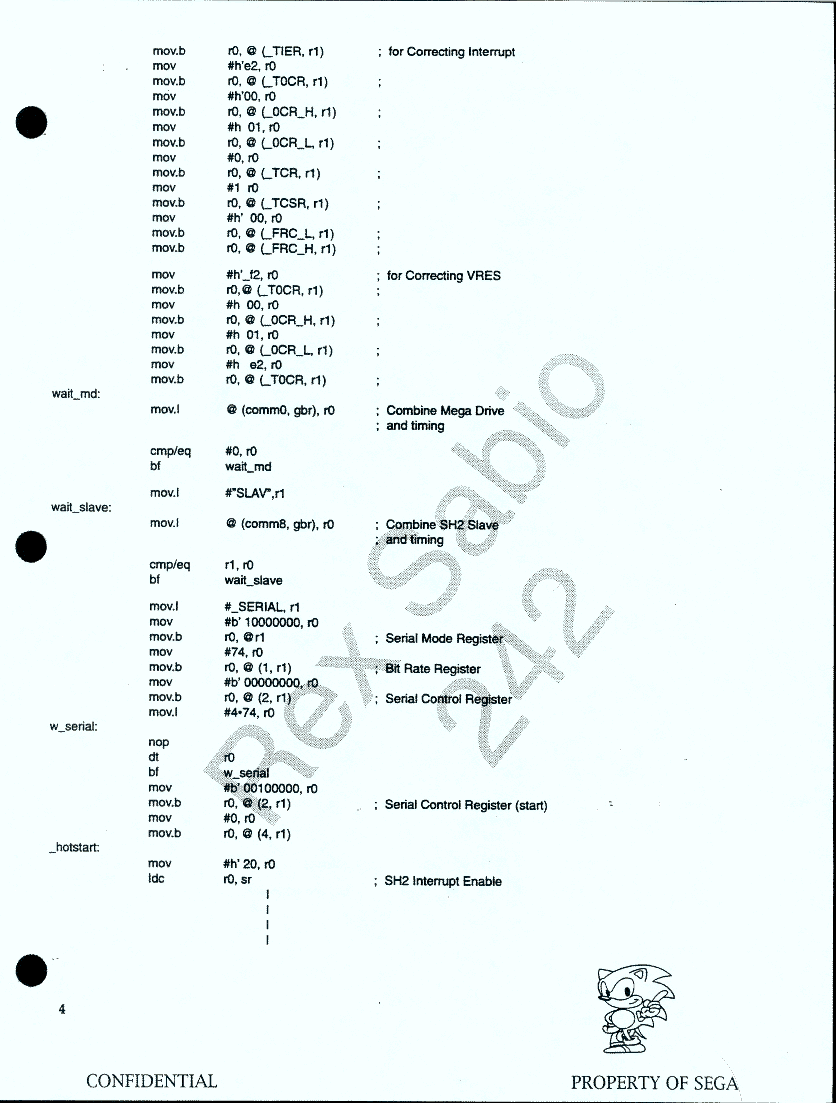 mov.b r0, @ (_TIER, r1) ; for Correcting Interrupt
mov #h'e2, r0
mov.b r0, @ (_T0CR, r1) ;
mov #h'00, r0
mov.b r0, @ (_0CR_H, r1) ;
mov #h 01, r0
mov.b r0, @ (_0CR_L, r1) ;
mov #0, r0
mov.b r0, @ (_TCR, r1) ;
mov #1 r0
mov.b r0, @ (_TCSR, r1) ;
mov #h' 00, r0
mov.b r0, @ (_FRC_L, r1) ;
mov.b r0, @ (_FRC_H, r1) ;
mov #h'_f2, r0 ; for Correcting VRES
mov.b r0,@ (_T0CR, r1) ;
mov #h 00, r0
mov.b r0, @ (_0CR_H, r1) ;
mov #h 01, r0
mov.b r0, @ (_0CR_L, r1) ;
mov #h e2, r0
mov.b r0, @ (_T0CR, r1) ;
wait_md:
mov.l @ (comm0, gbr), r0 ; Combine Mega Drive
; and timing
cmp/eq #0, r0
bf wait_md
mov.l #"SLAV",r1
wait_slave:
mov.l @ (comm8, gbr), r0 ; Combine SH2 Slave
; and timing
cmp/eq r1, r0
bf wait_slave
mov.l #_SERIAL, r1
mov #b' 10000000, r0
mov.b r0, @r1 ; Serial Mode Register
mov #74, r0
mov.b r0, @ (1, r1) ; Bit Rate Register
mov #b' 00000000, r0
mov.b r0, @ (2, r1) ; Serial Control Register
mov.l #4*74, r0
w_serial:
nop
dt r0
bf w_serial
mov #b' 00100000, r0
mov.b r0, @ (2, r1) ; Serial Control Register (start)
mov #0, r0
mov.b r0, @ (4, r1)
_hotstart:
mov #h' 20, r0
ldc r0, sr ; SH2 Interrupt Enable
|
|
|
|
Rex Sabio
242
4
CONFIDENTIAL PROPERTY OF SEGA